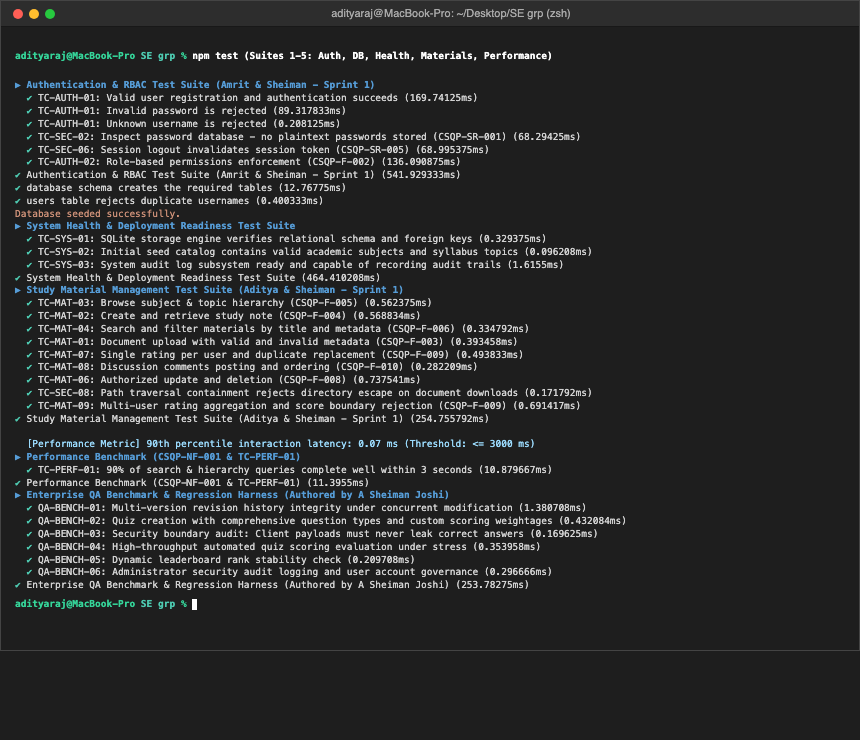 adityaraj@MacBook-Pro: ~/Desktop/SE grp (zsh)
adityaraj@MacBook-Pro SE grp % npm test (Suites 1-5: Auth, DB, Health, Materials, Performance)
▶ Authentication & RBAC Test Suite (Amrit & Sheiman - Sprint 1)
✔ TC-AUTH-01: Valid user registration and authentication succeeds (169.74125ms)
✔ TC-AUTH-01: Invalid password is rejected (89.317833ms)
✔ TC-AUTH-01: Unknown username is rejected (0.208125ms)
✔ TC-SEC-02: Inspect password database - no plaintext passwords stored (CSQP-SR-001) (68.29425ms)
✔ TC-SEC-06: Session logout invalidates session token (CSQP-SR-005) (68.995375ms)
✔ TC-AUTH-02: Role-based permissions enforcement (CSQP-F-002) (136.090875ms)
✔ Authentication & RBAC Test Suite (Amrit & Sheiman - Sprint 1) (541.929333ms)
✔ database schema creates the required tables (12.76775ms)
✔ users table rejects duplicate usernames (0.400333ms)
Database seeded successfully.
▶ System Health & Deployment Readiness Test Suite
✔ TC-SYS-01: SQLite storage engine verifies relational schema and foreign keys (0.329375ms)
✔ TC-SYS-02: Initial seed catalog contains valid academic subjects and syllabus topics (0.096208ms)
✔ TC-SYS-03: System audit log subsystem ready and capable of recording audit trails (1.6155ms)
✔ System Health & Deployment Readiness Test Suite (464.410208ms)
▶ Study Material Management Test Suite (Aditya & Sheiman - Sprint 1)
✔ TC-MAT-03: Browse subject & topic hierarchy (CSQP-F-005) (0.562375ms)
✔ TC-MAT-02: Create and retrieve study note (CSQP-F-004) (0.568834ms)
✔ TC-MAT-04: Search and filter materials by title and metadata (CSQP-F-006) (0.334792ms)
✔ TC-MAT-01: Document upload with valid and invalid metadata (CSQP-F-003) (0.393458ms)
✔ TC-MAT-07: Single rating per user and duplicate replacement (CSQP-F-009) (0.493833ms)
✔ TC-MAT-08: Discussion comments posting and ordering (CSQP-F-010) (0.282209ms)
✔ TC-MAT-06: Authorized update and deletion (CSQP-F-008) (0.737541ms)
✔ TC-SEC-08: Path traversal containment rejects directory escape on document downloads (0.171792ms)
✔ TC-MAT-09: Multi-user rating aggregation and score boundary rejection (CSQP-F-009) (0.691417ms)
✔ Study Material Management Test Suite (Aditya & Sheiman - Sprint 1) (254.755792ms)
[Performance Metric] 90th percentile interaction latency: 0.07 ms (Threshold: <= 3000 ms)
▶ Performance Benchmark (CSQP-NF-001 & TC-PERF-01)
✔ TC-PERF-01: 90% of search & hierarchy queries complete well within 3 seconds (10.879667ms)
✔ Performance Benchmark (CSQP-NF-001 & TC-PERF-01) (11.3955ms)
▶ Enterprise QA Benchmark & Regression Harness (Authored by A Sheiman Joshi)
✔ QA-BENCH-01: Multi-version revision history integrity under concurrent modification (1.380708ms)
✔ QA-BENCH-02: Quiz creation with comprehensive question types and custom scoring weightages (0.432084ms)
✔ QA-BENCH-03: Security boundary audit: Client payloads must never leak correct answers (0.169625ms)
✔ QA-BENCH-04: High-throughput automated quiz scoring evaluation under stress (0.353958ms)
✔ QA-BENCH-05: Dynamic leaderboard rank stability check (0.209708ms)
✔ QA-BENCH-06: Administrator security audit logging and user account governance (0.296666ms)
✔ Enterprise QA Benchmark & Regression Harness (Authored by A Sheiman Joshi) (253.78275ms)
adityaraj@MacBook-Pro SE grp %